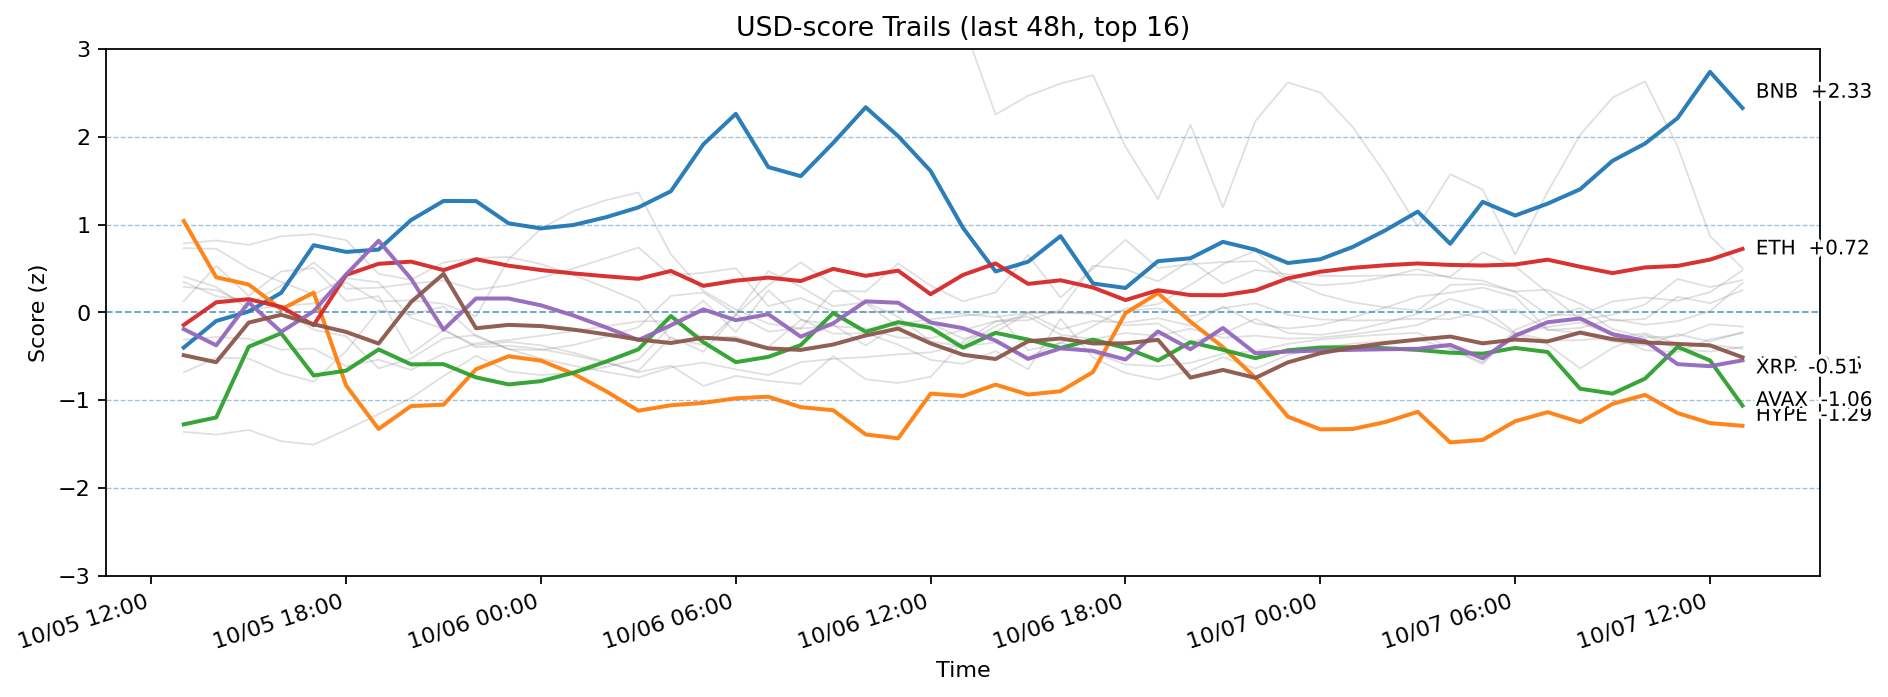 USD-score Trails (last 48h, top 16)
Score (z)
3
2
1
0
−1
−2
−3
BNB +2.33
ETH +0.72
XRP -0.51
AVAX -1.06
HYPE -1.29
10/05 12:00
10/05 18:00
10/06 00:00
10/06 06:00
10/06 12:00
10/06 18:00
10/07 00:00
10/07 06:00
10/07 12:00
Time